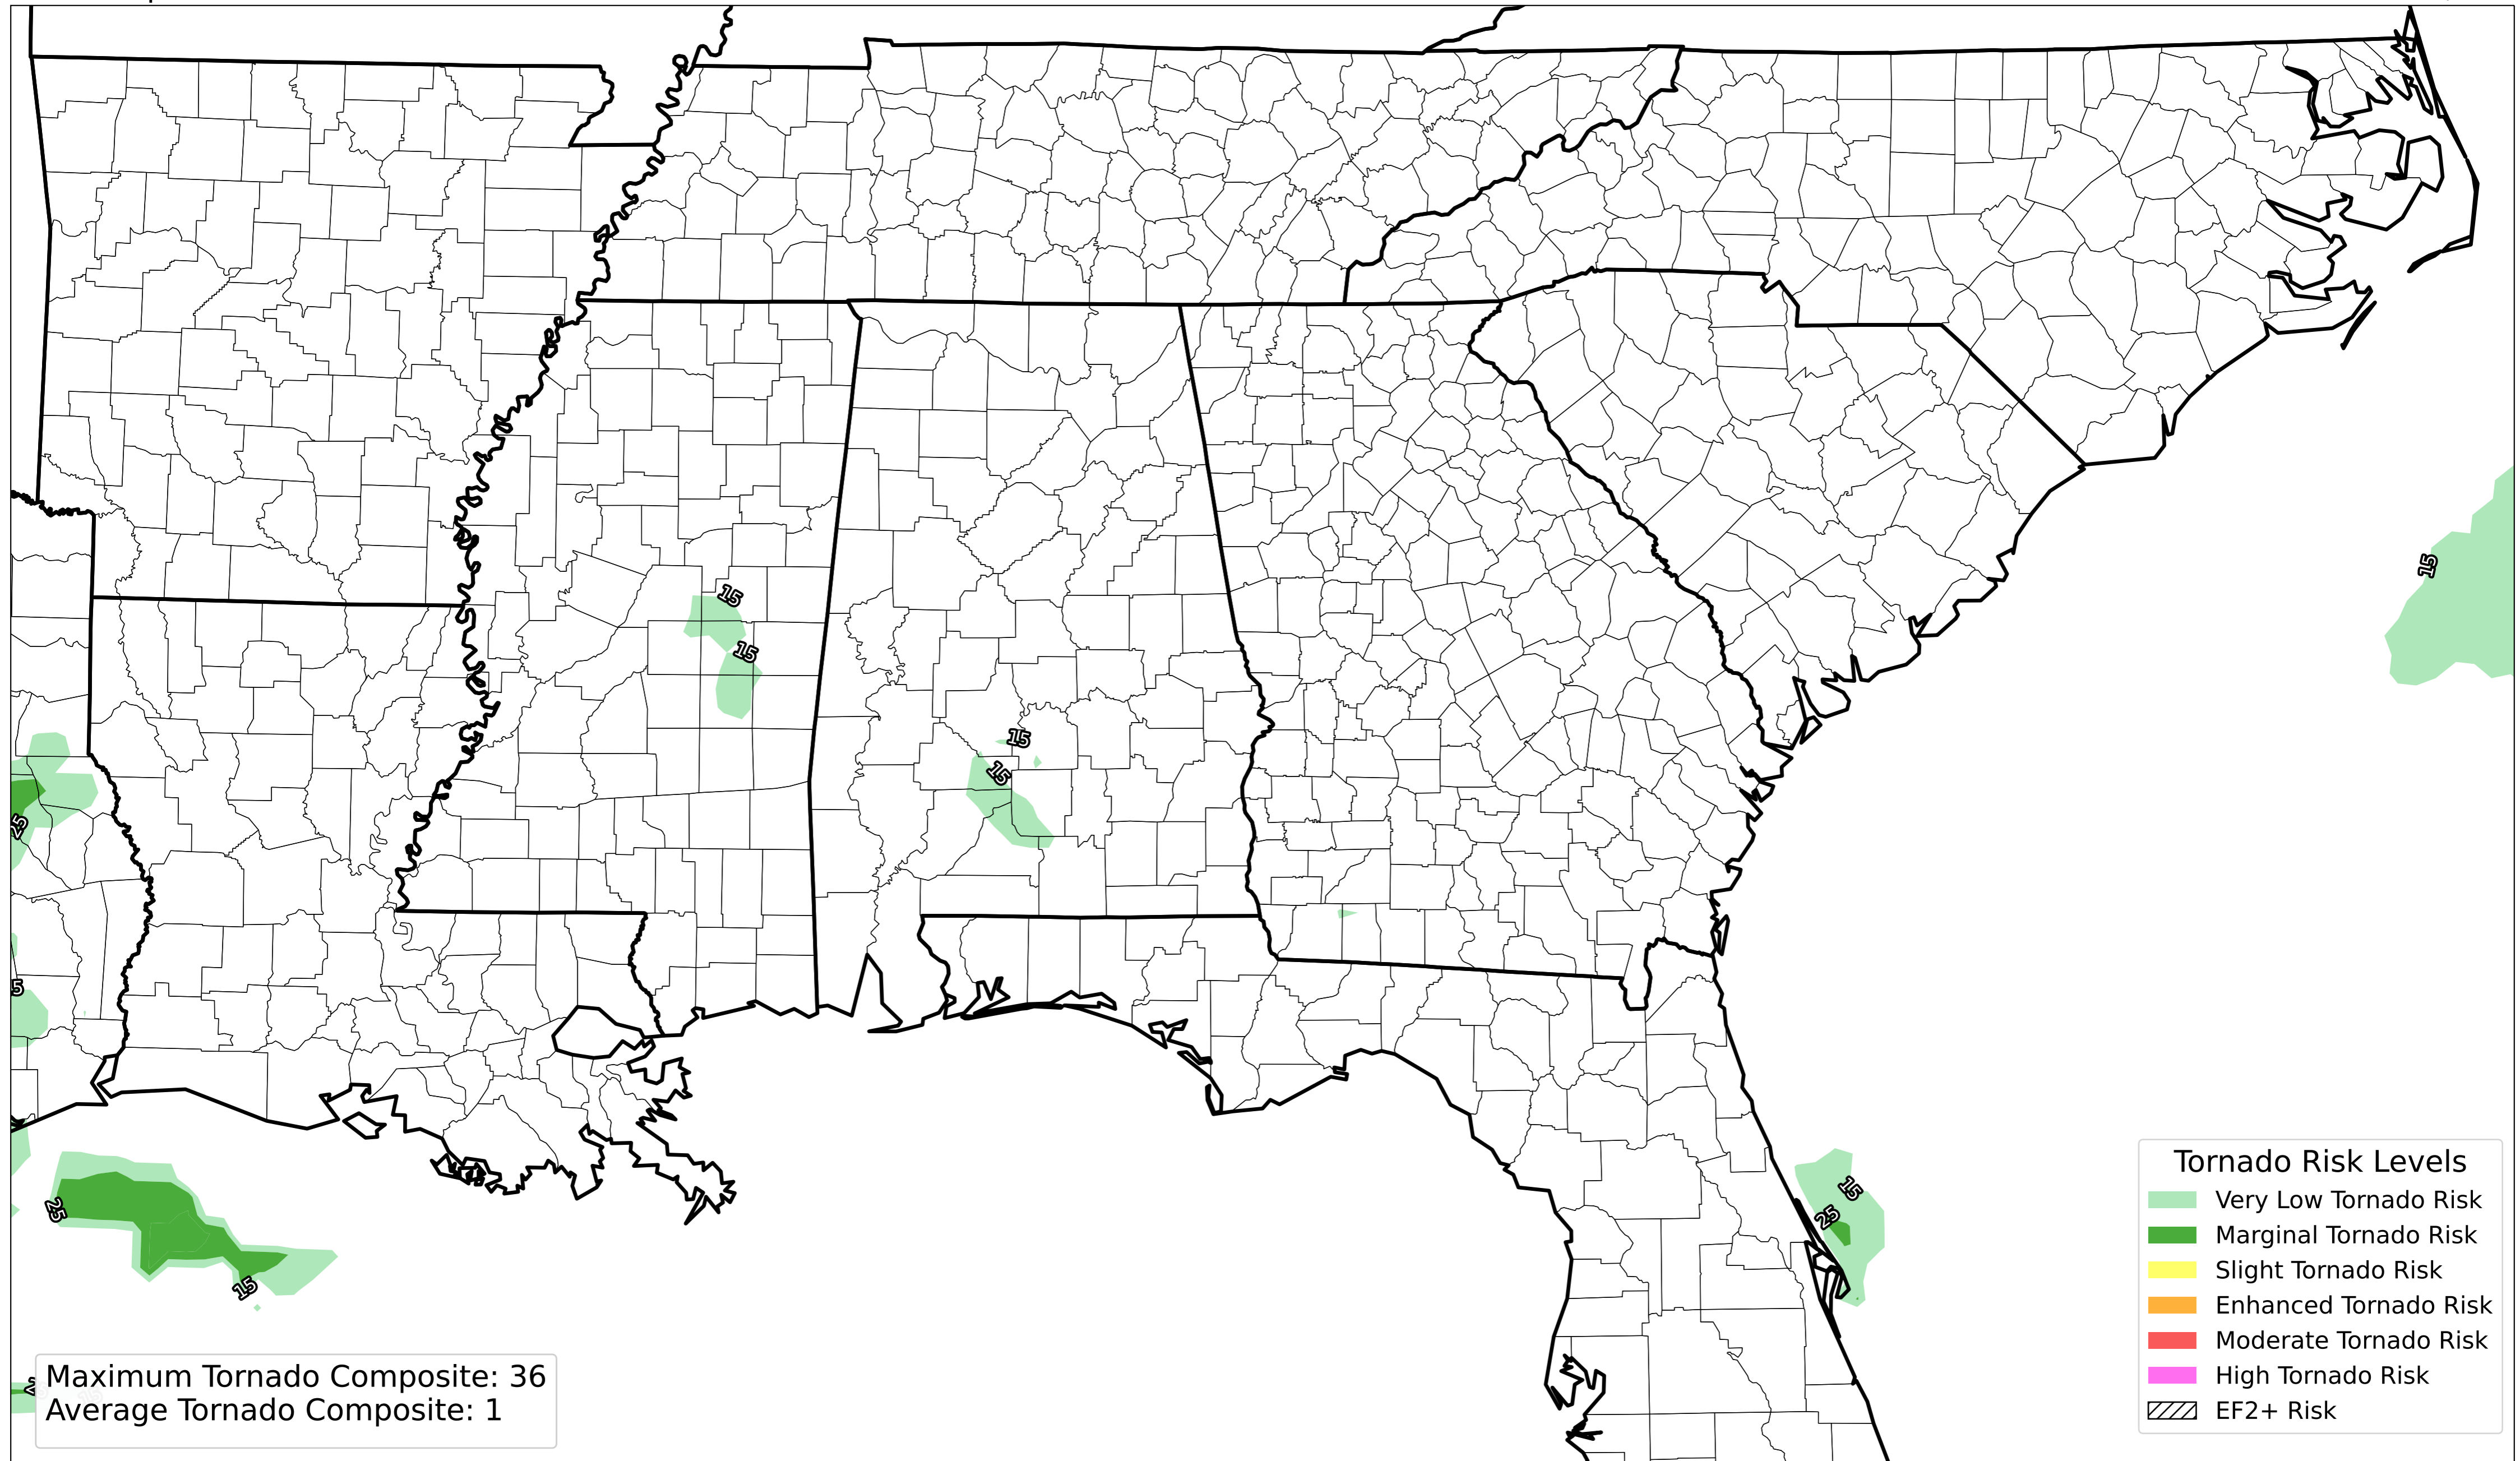 15
15
15
15
15
25
5
25
15
15
25
Tornado Risk Levels
Very Low Tornado Risk
Marginal Tornado Risk
Slight Tornado Risk
Enhanced Tornado Risk
Moderate Tornado Risk
High Tornado Risk
EF2+ Risk
Maximum Tornado Composite: 36
Average Tornado Composite: 1